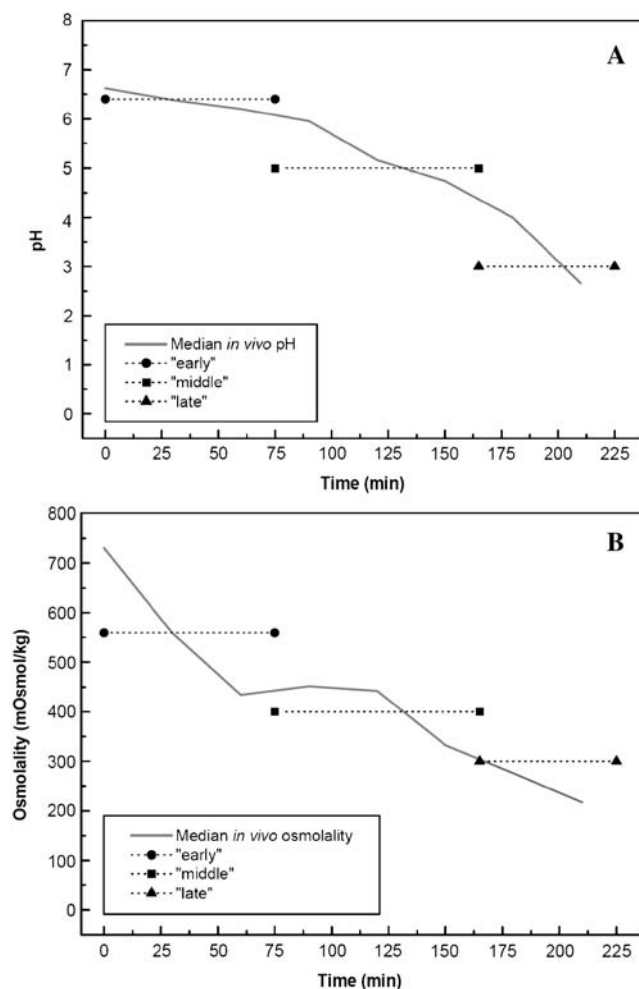 A
8
7
6
5
4
3
2
1
0
pH
Median in vivo pH
"early"
"middle"
"late"
0 25 50 75 100 125 150 175 200 225
Time (min)
B
800
700
600
500
400
300
200
100
0
Osmolality (mOsmol/kg)
Median in vivo osmolality
"early"
"middle"
"late"
0 25 50 75 100 125 150 175 200 225
Time (min)